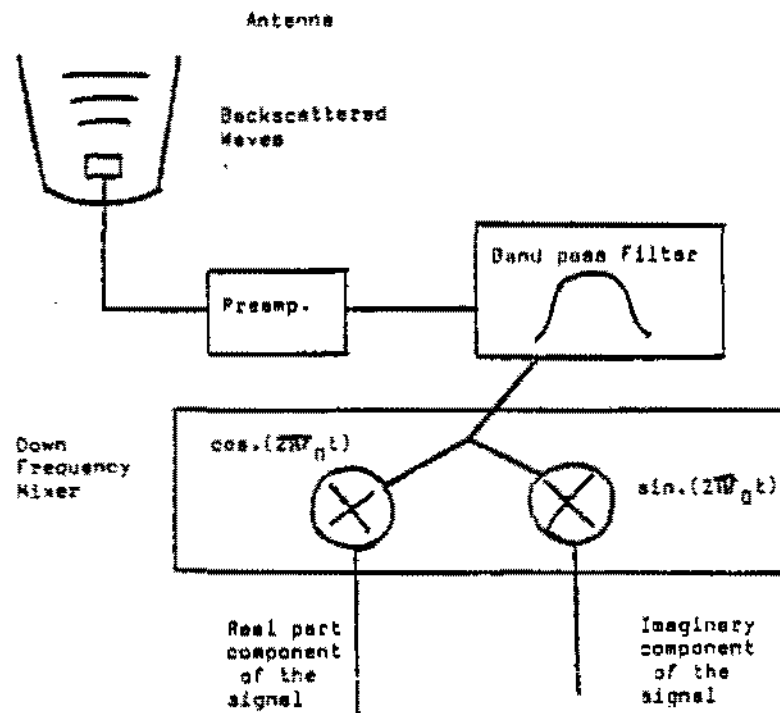 Antenna
Backscattered
Waves
Band pass Filter
Preamp.
Down
Frequency
Mixer
cos.(2πf₀t)
sin.(2πf₀t)
Real part
component
of the
signal
Imaginary
component
of the
signal